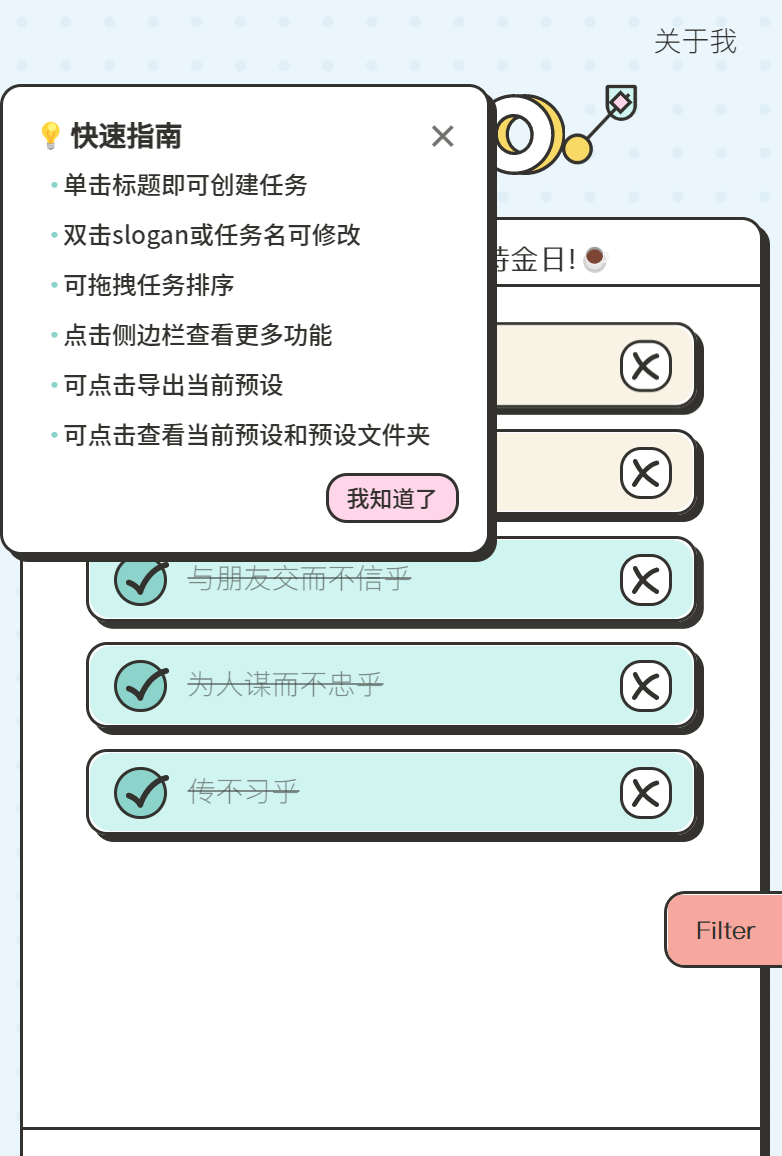 关于我
💡 快速指南
• 单击标题即可创建任务
• 双击slogan或任务名可修改
• 可拖拽任务排序
• 点击侧边栏查看更多功能
• 可点击导出当前预设
• 可点击查看当前预设和预设文件夹
我知道了
金日!☕
与朋友交而不信乎
为人谋而不忠乎
传不习乎
Filter